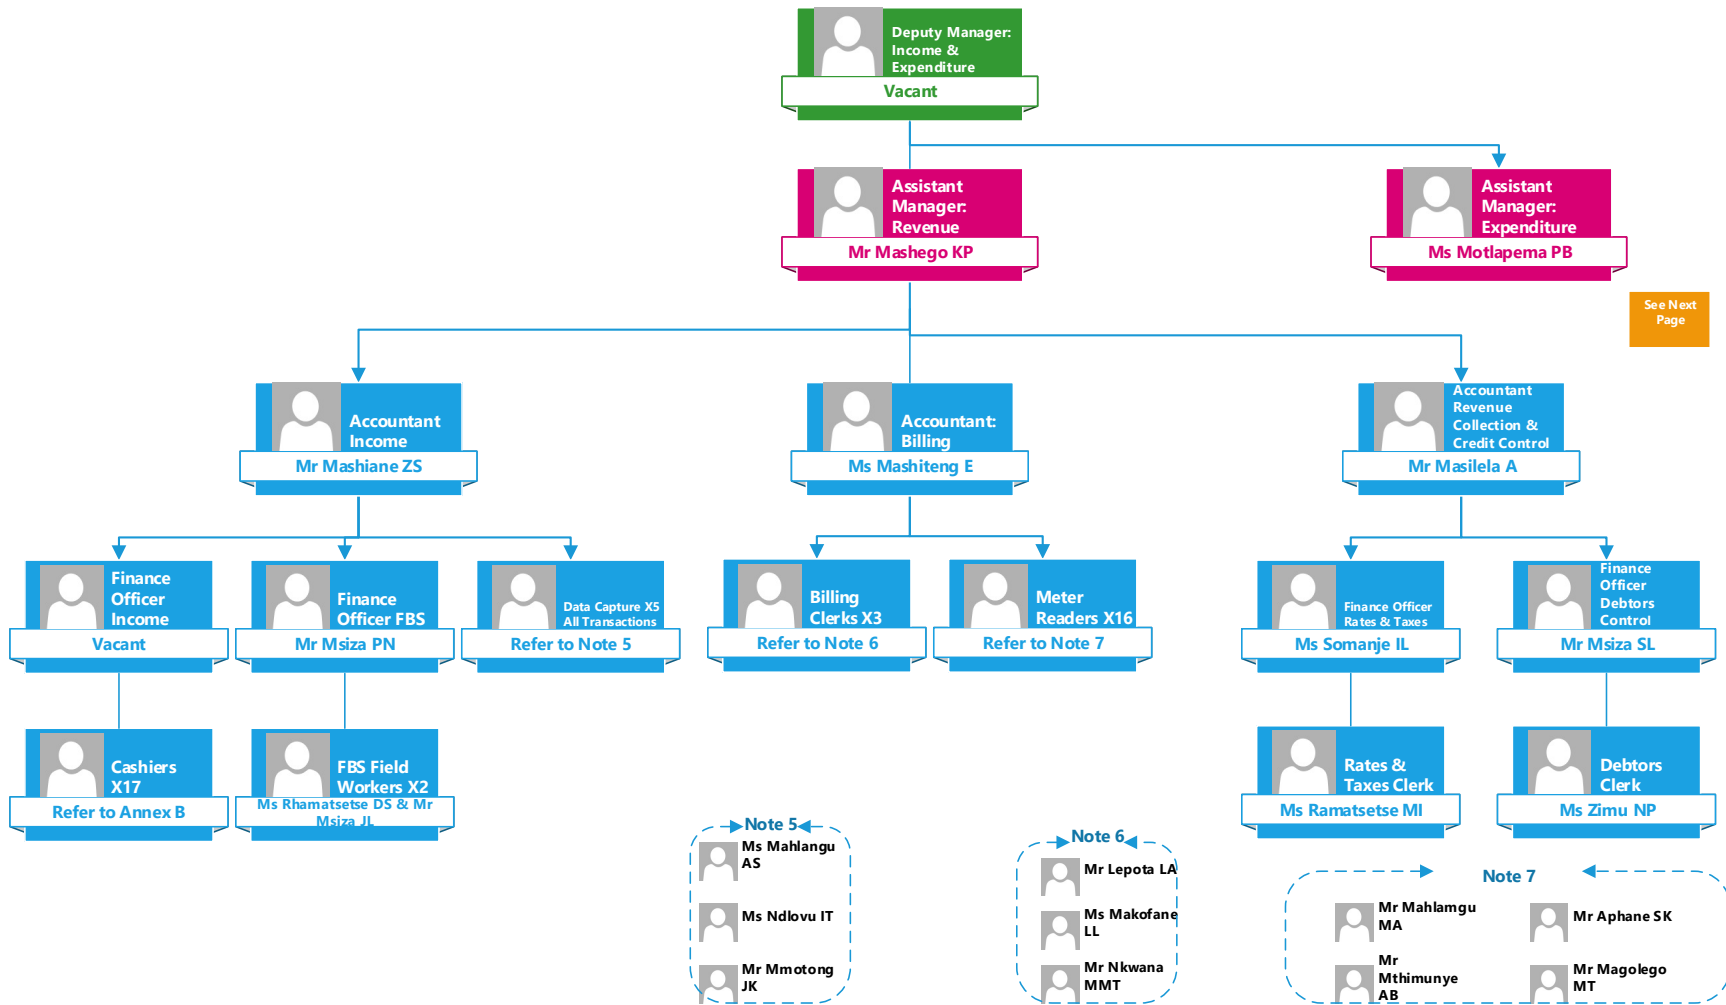 Deputy Manager:
Income &
Expenditure
Vacant
Assistant
Manager:
Revenue
Mr Mashego KP
Assistant
Manager:
Expenditure
Ms Motlapema PB
See Next
Page
Accountant
Income
Mr Mashiane ZS
Accountant:
Billing
Ms Mashiteng E
Accountant
Revenue
Collection &
Credit Control
Mr Masilela A
Finance
Officer
Income
Vacant
Finance
Officer FBS
Mr Msiza PN
Data Capture X5
All Transactions
Refer to Note 5
Billing
Clerks X3
Refer to Note 6
Meter
Readers X16
Refer to Note 7
Finance Officer
Rates & Taxes
Ms Somanje IL
Finance
Officer
Debtors
Control
Mr Msiza SL
Cashiers
X17
Refer to Annex B
FBS Field
Workers X2
Ms Rhamatsetse DS & Mr
Msiza JL
Rates &
Taxes Clerk
Ms Ramatsetse MI
Debtors
Clerk
Ms Zimu NP
Note 5
Ms Mahlangu
AS
Ms Ndlovu IT
Mr Mmotong
JK
Note 6
Mr Lepota LA
Ms Makofane
LL
Mr Nkwana
MMT
Note 7
Mr Mahlamgu
MA
Mr Aphane SK
Mr
Mthimunye
AB
Mr Magolego
MT